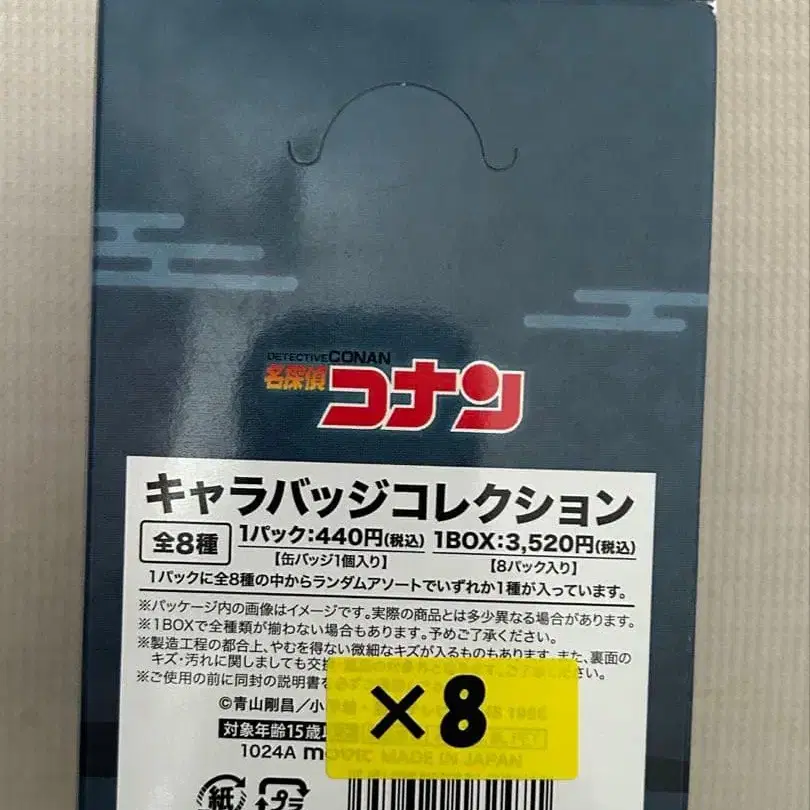 DETECTIVE CONAN
名探偵コナン
キャラバッジコレクション
全8種
1パック:440円(税込) 1BOX:3,520円(税込)
【缶バッジ1個入り】 【8パック入り】
1パックに全8種の中からランダムアソートでいずれか1種が入っています。
※パッケージ内の画像はイメージです。実際の商品とは多少異なる場合があります。
※1BOXで全種類が揃わない場合もあります。予めご了承ください。
※製造工程の都合上、やむを得ない微細なキズが入るものもあります。また、裏面の
キズ・汚れに関しましても交換
※ご使用の前に同封の説明書を
×8
©青山剛昌/小
対象年齢15歳
1024A movic MADE IN JAPAN
紙
プラ